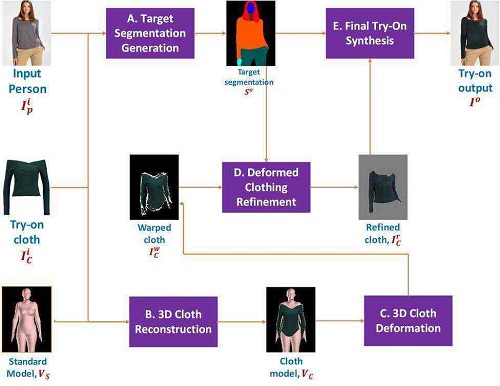 A. Target
Segmentation
Generation
E. Final Try-On
Synthesis
Input
Person
I_p^i
Target
segmentation
S^o
Try-on
output
I^o
D. Deformed
Clothing
Refinement
Try-on
cloth
I_C^i
Warped
cloth
I_C^w
Refined
cloth, I_C^r
B. 3D Cloth
Reconstruction
C. 3D Cloth
Deformation
Standard
Model, V_S
Cloth
model, V_C